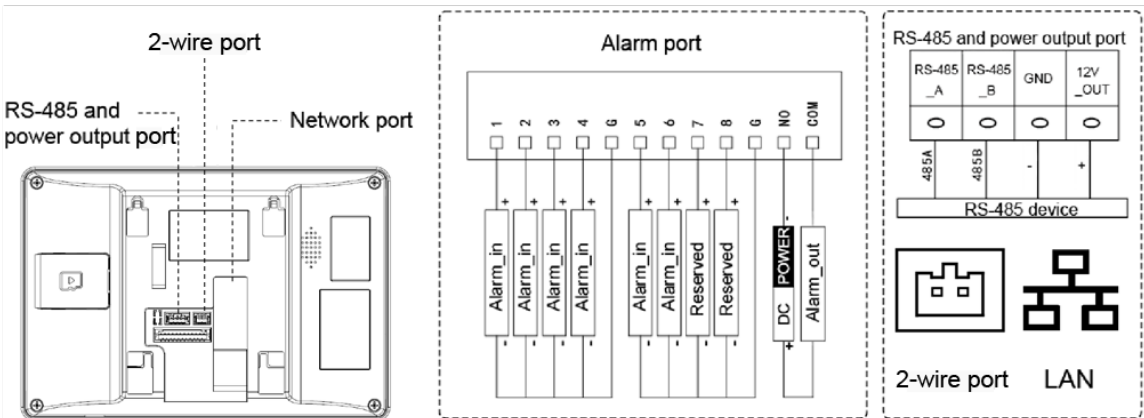 2-wire port
RS-485 and
power output port
Network port
Alarm port
1 2 3 4 G 5 6 7 8 G NO COM
+ + + + + + + + -
Alarm_in
Alarm_in
Alarm_in
Alarm_in
Alarm_in
Alarm_in
Reserved
Reserved
DC POWER
Alarm_out
- - - - - - - - +
RS-485 and power output port
RS-485 RS-485 GND 12V
_A _B _OUT
485A 485B - +
RS-485 device
2-wire port LAN